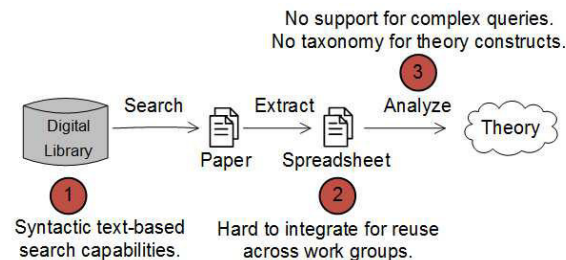 No support for complex queries.
No taxonomy for theory constructs.
3
Search
Extract
Analyze
Digital
Library
Paper
Spreadsheet
Theory
1
2
Syntactic text-based
search capabilities.
Hard to integrate for reuse
across work groups.